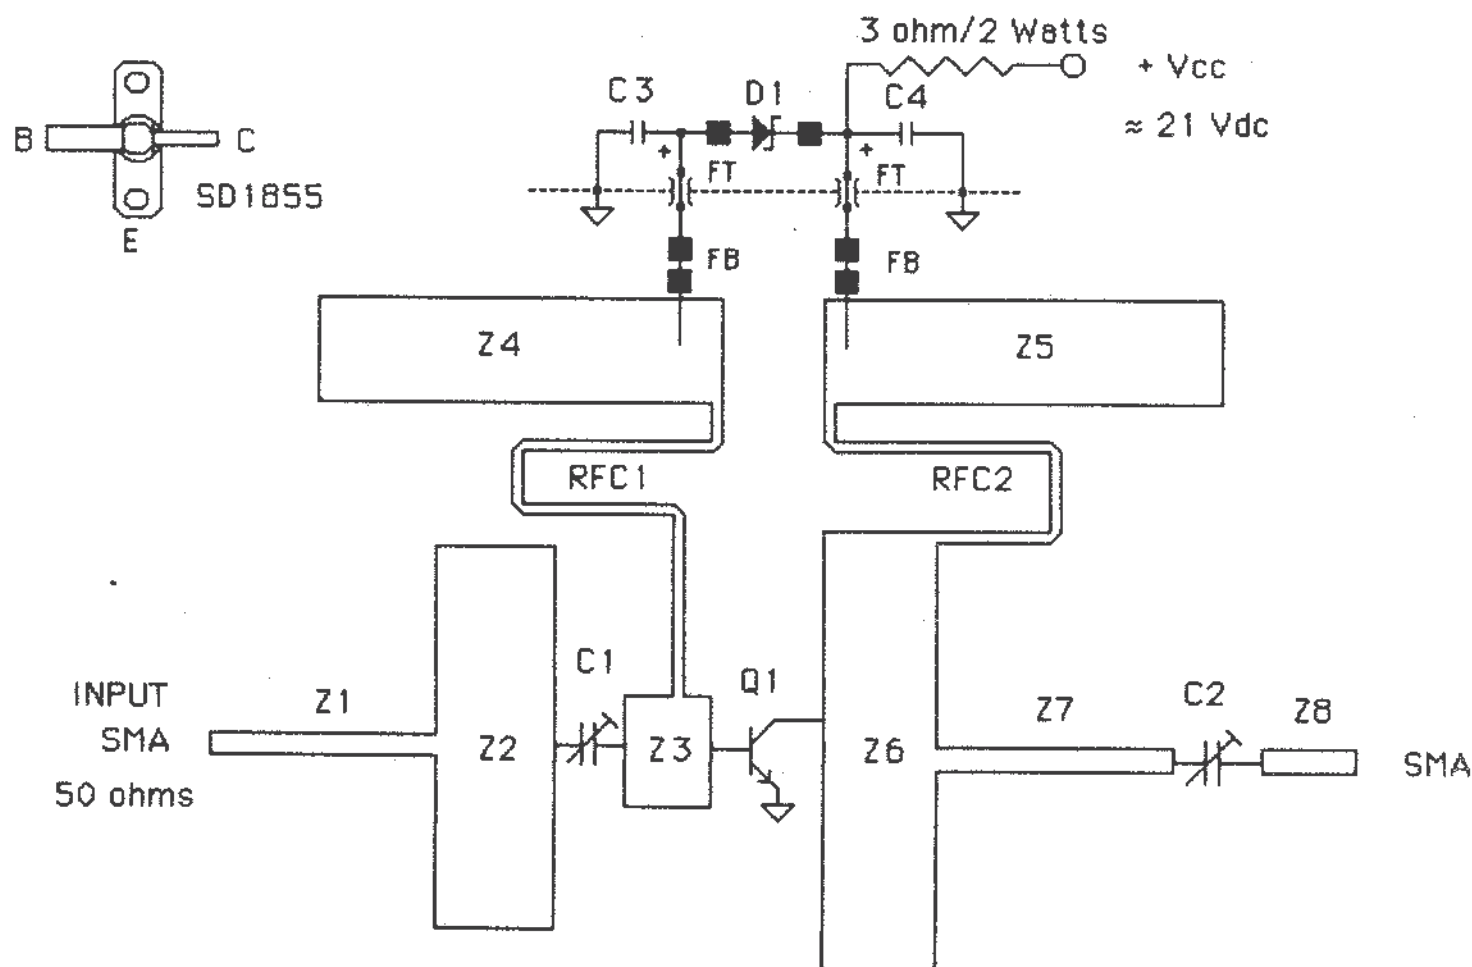 3 ohm/2 Watts
+ Vcc
≈ 21 Vdc
C3
D1
C4
+
+
FT
FT
B
C
SD1855
E
FB
FB
Z4
Z5
RFC1
RFC2
C1
Q1
INPUT
SMA
50 ohms
Z1
Z2
Z3
Z6
Z7
C2
Z8
SMA